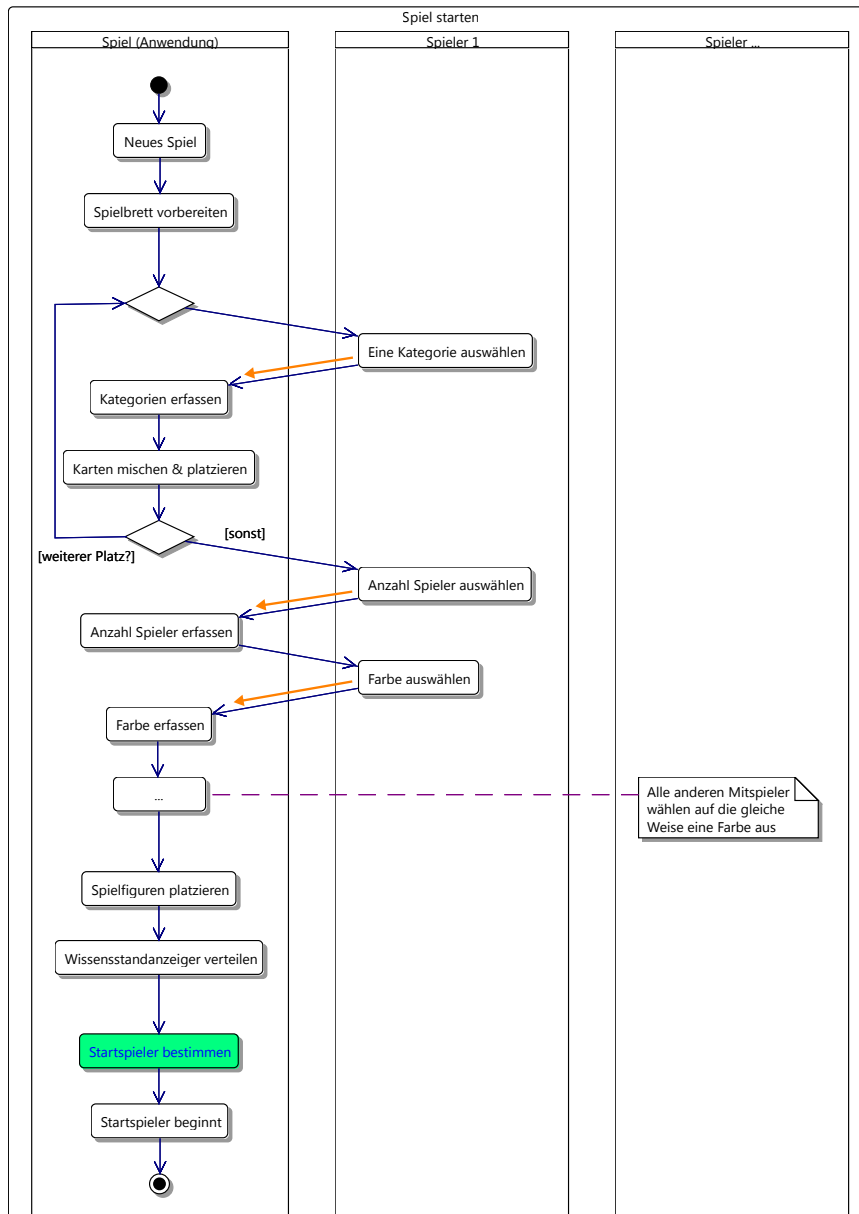 Spiel starten
Spiel (Anwendung)
Spieler 1
Spieler ...
Neues Spiel
Spielbrett vorbereiten
Eine Kategorie auswählen
Kategorien erfassen
Karten mischen & platzieren
[sonst]
[weiterer Platz?]
Anzahl Spieler auswählen
Anzahl Spieler erfassen
Farbe auswählen
Farbe erfassen
...
Alle anderen Mitspieler
wählen auf die gleiche
Weise eine Farbe aus
Spielfiguren platzieren
Wissensstandanzeiger verteilen
Startspieler bestimmen
Startspieler beginnt